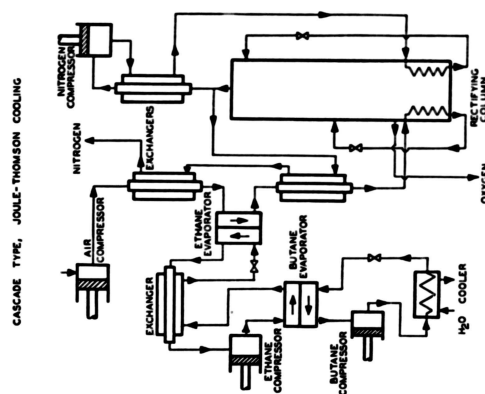 CASCADE TYPE, JOULE-THOMSON COOLING
NITROGEN
COMPRESSOR
EXCHANGERS
NITROGEN
RECTIFYING
COLUMN
OXYGEN
AIR
COMPRESSOR
ETHANE
EVAPORATOR
EXCHANGER
BUTANE
EVAPORATOR
ETHANE
COMPRESSOR
BUTANE
COMPRESSOR
H₂O COOLER